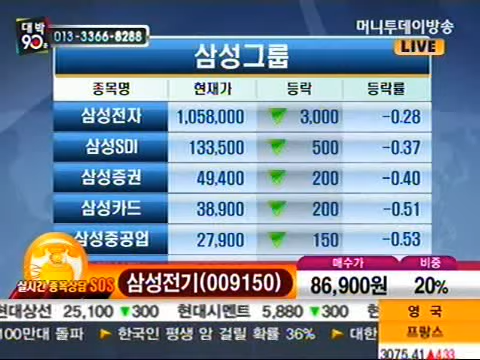 대박
90분
013-3366-8288
머니투데이방송
LIVE
삼성그룹
종목명 현재가 등락 등락률
삼성전자 1,058,000 ▼ 3,000 -0.28
삼성SDI 133,500 ▼ 500 -0.37
삼성증권 49,400 ▼ 200 -0.40
삼성카드 38,900 ▼ 200 -0.51
삼성중공업 27,900 ▼ 150 -0.53
실시간 종목상담 SOS
삼성전기(009150)
매수가 비중
86,900원 20%
현대상선 25,100 ▼300 현대시멘트 5,880 ▼300
100만대 돌파 ▶ 한국인 평생 암 걸릴 확률 36% ▶ 대한
영 국
프랑스
3075.41▲433